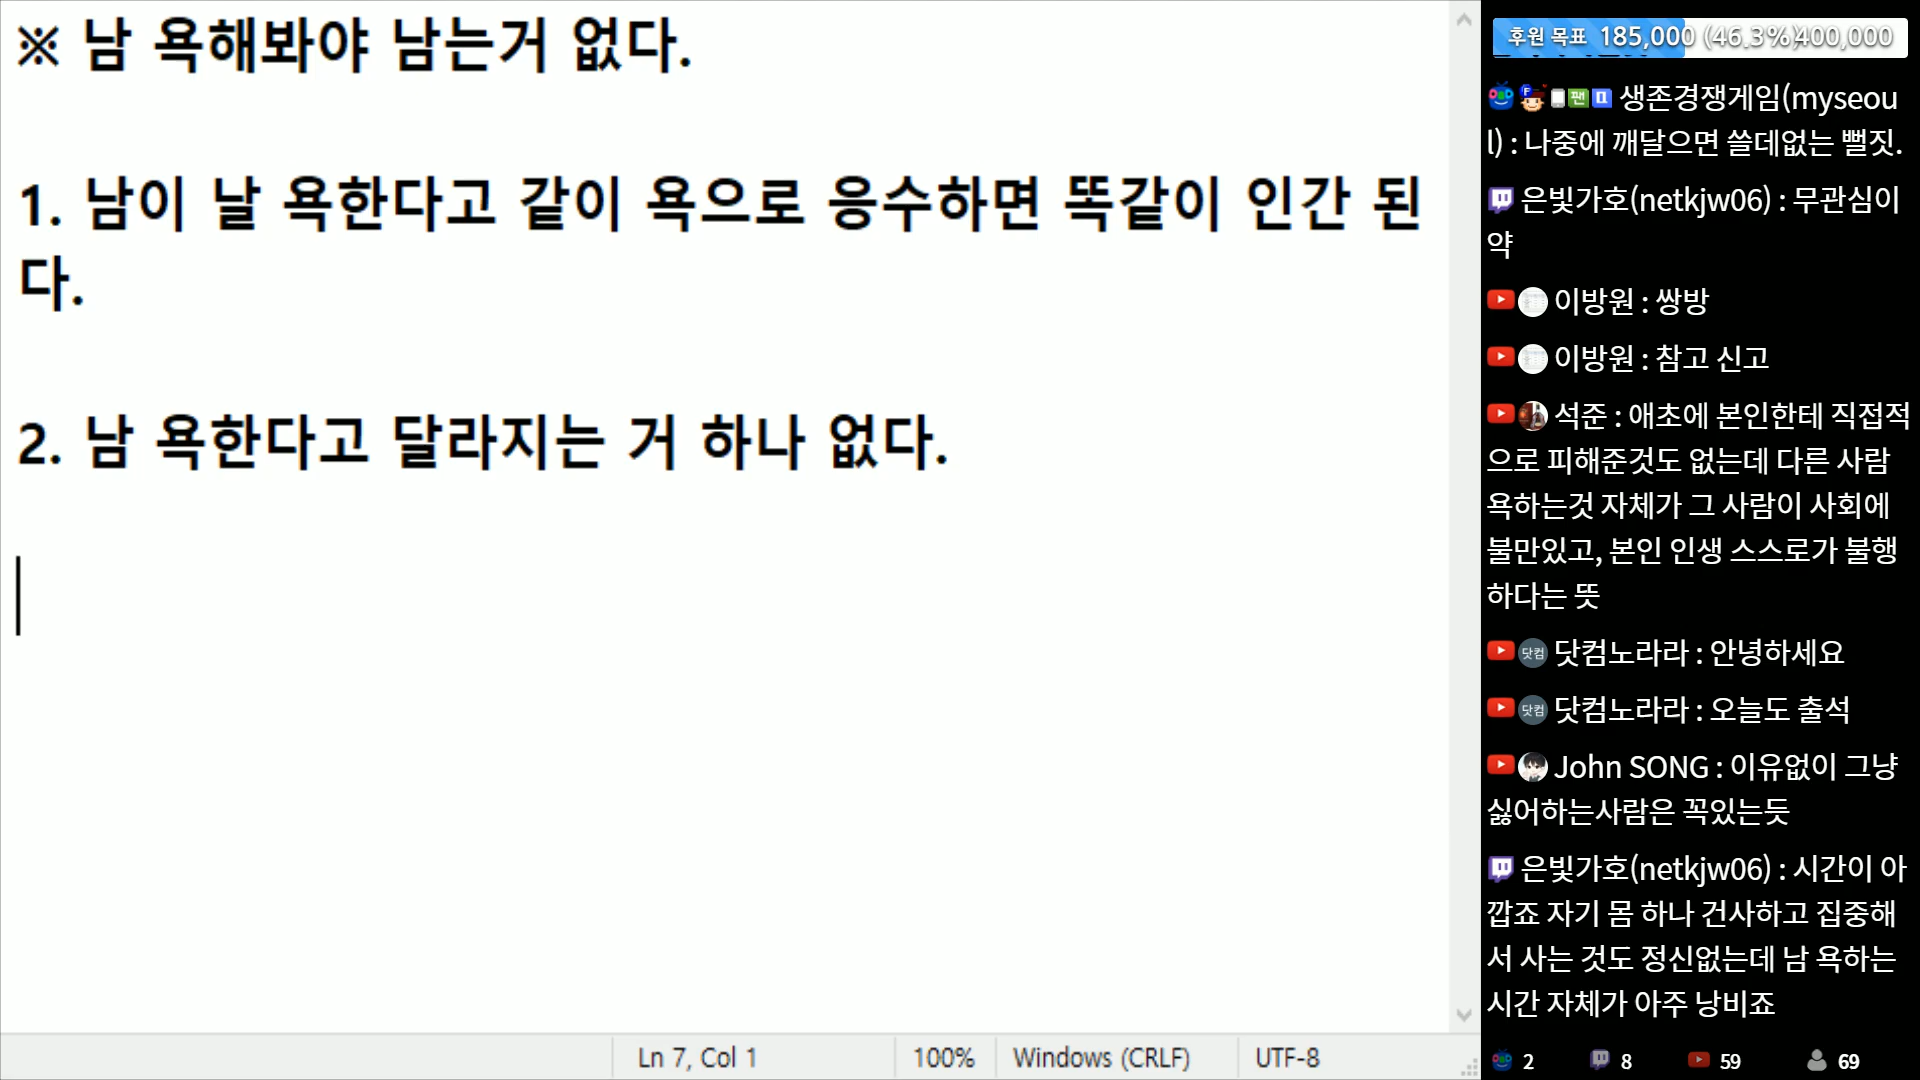 ※ 남 욕해봐야 남는거 없다.
1. 남이 날 욕한다고 같이 욕으로 응수하면 똑같이 인간 된
다.
2. 남 욕한다고 달라지는 거 하나 없다.
Ln 7, Col 1
100%
Windows (CRLF)
UTF-8
후원 목표 185,000 (46.3%)400,000
팬 생존경쟁게임(myseou
l) : 나중에 깨달으면 쓸데없는 뻘짓.
은빛가호(netkjw06) : 무관심이
약
이방원 : 쌍방
이방원 : 참고 신고
석준 : 애초에 본인한테 직접적
으로 피해준것도 없는데 다른 사람
욕하는것 자체가 그 사람이 사회에
불만있고, 본인 인생 스스로가 불행
하다는 뜻
닷컴 닷컴노라라 : 안녕하세요
닷컴 닷컴노라라 : 오늘도 출석
John SONG : 이유없이 그냥
싫어하는사람은 꼭있는듯
은빛가호(netkjw06) : 시간이 아
깝죠 자기 몸 하나 건사하고 집중해
서 사는 것도 정신없는데 남 욕하는
시간 자체가 아주 낭비죠
2 8 59 69